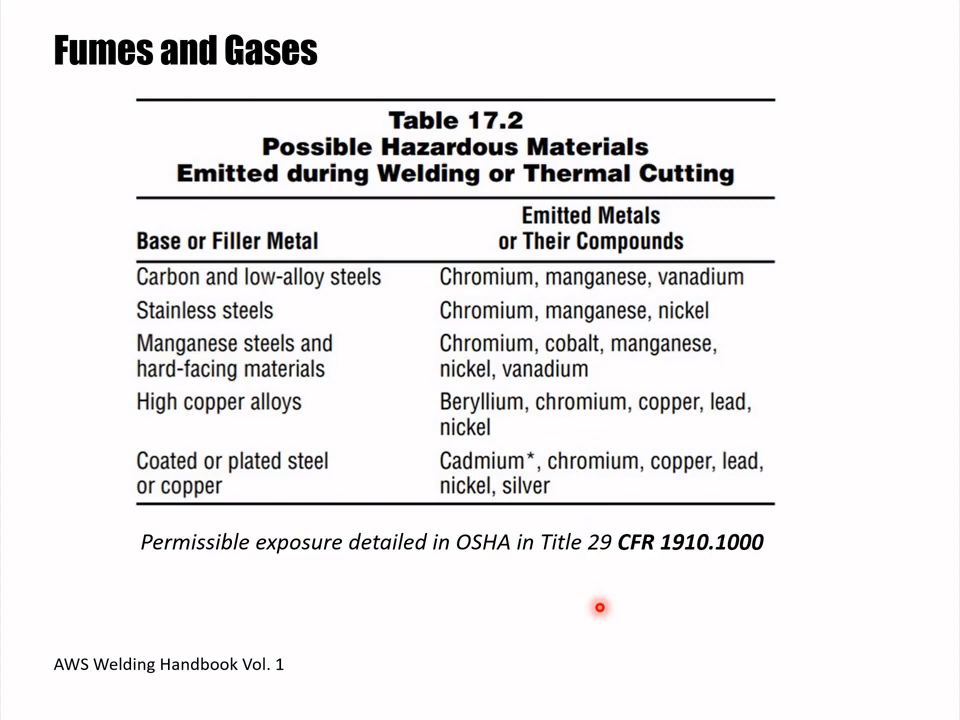 Fumes and Gases
Table 17.2
Possible Hazardous Materials
Emitted during Welding or Thermal Cutting
Base or Filler Metal
Emitted Metals
or Their Compounds
Carbon and low-alloy steels
Chromium, manganese, vanadium
Stainless steels
Chromium, manganese, nickel
Manganese steels and
hard-facing materials
Chromium, cobalt, manganese,
nickel, vanadium
High copper alloys
Beryllium, chromium, copper, lead,
nickel
Coated or plated steel
or copper
Cadmium*, chromium, copper, lead,
nickel, silver
Permissible exposure detailed in OSHA in Title 29 CFR 1910.1000
AWS Welding Handbook Vol. 1